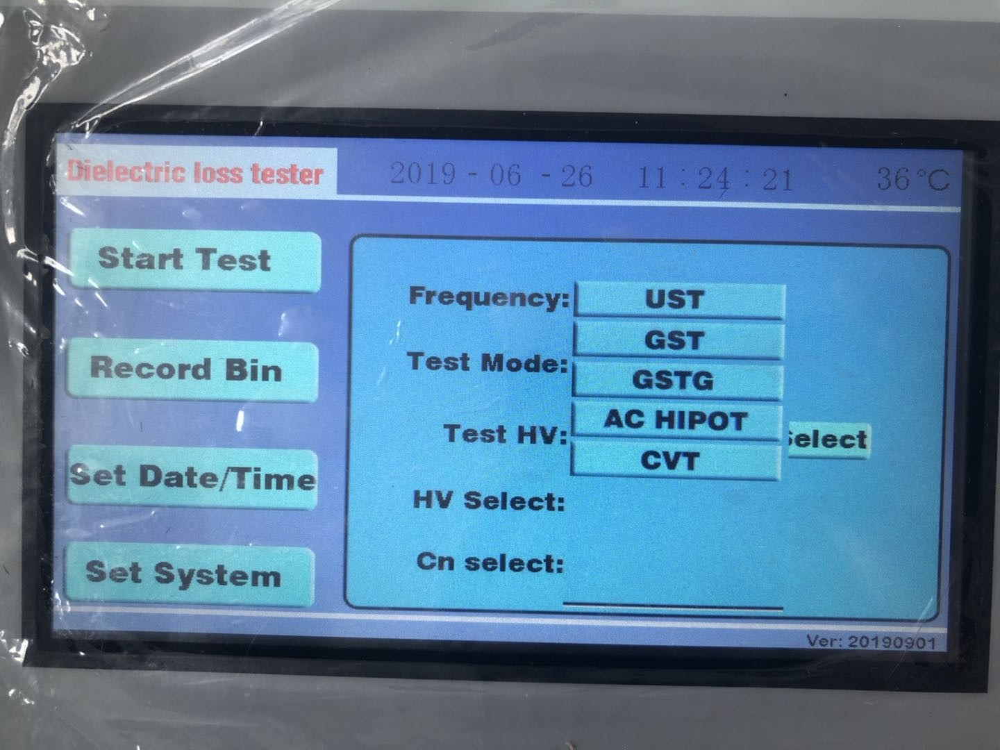 Dielectric loss tester
2019 - 06 - 26 11 : 24 : 21 36°C
Start Test
Record Bin
Set Date/Time
Set System
Frequency:
Test Mode:
Test HV:
HV Select:
Cn select:
UST
GST
GSTG
AC HIPOT
CVT
Select
Ver: 20190901